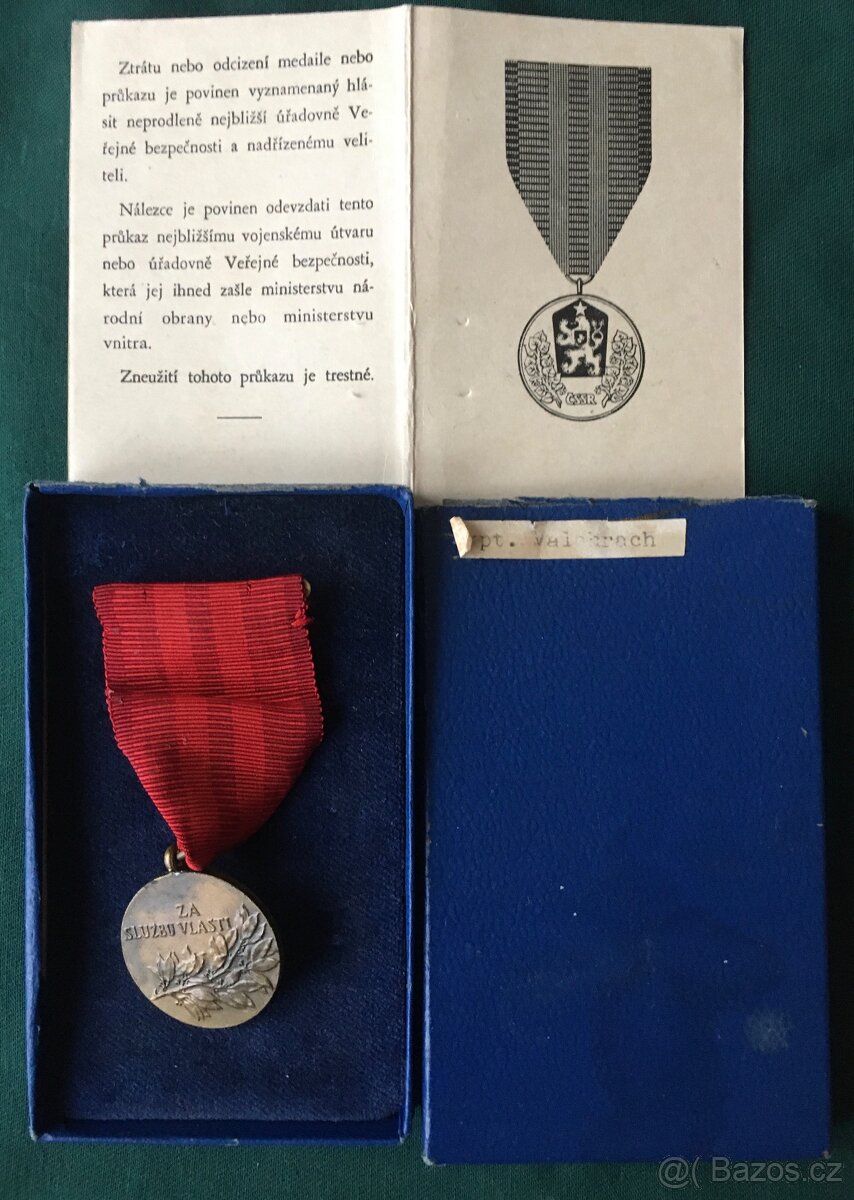 Ztrátu nebo odcizení medaile nebo
průkazu je povinen vyznamenaný hlá-
sit neprodleně nejbližší úřadovně Ve-
řejné bezpečnosti a nadřízenému veli-
teli.
Nálezce je povinen odevzdati tento
průkaz nejbližšímu vojenskému útvaru
nebo úřadovně Veřejné bezpečnosti,
která jej ihned zašle ministerstvu ná-
rodní obrany nebo ministerstvu
vnitra.
Zneužití tohoto průkazu je trestné.
ČSSR
ZA
SLUŽBU VLASTI
@( Bazos.cz